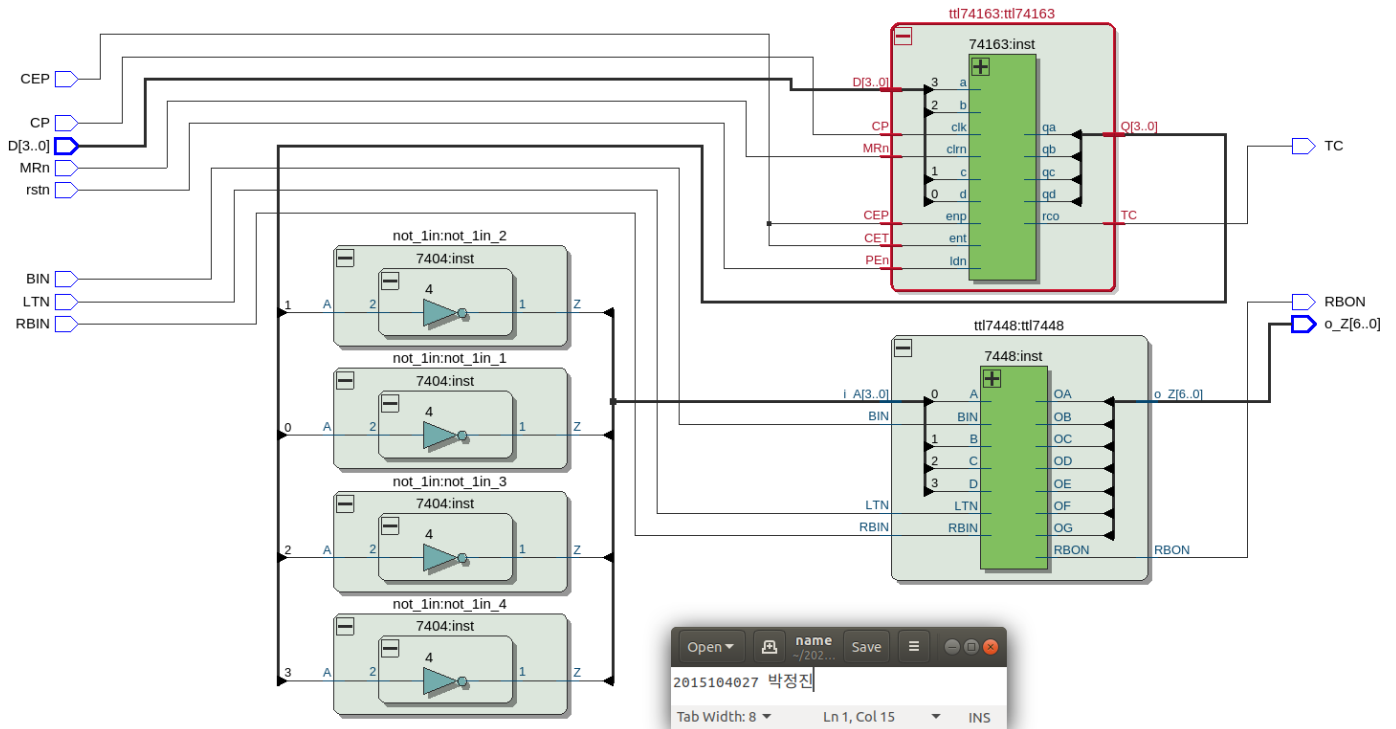 ttl74163:ttl74163
74163:inst
CEP
CP
D[3..0]
MRn
rstn
BIN
LTN
RBIN
D[3..0]
CP
MRn
CEP
CET
PEn
3
2
1
0
a
b
clk
clrn
c
d
enp
ent
ldn
qa
qb
qc
qd
rco
Q[3..0]
TC
TC
not_1in:not_1in_2
7404:inst
4
1
A
2
1
Z
not_1in:not_1in_1
7404:inst
4
0
A
2
1
Z
not_1in:not_1in_3
7404:inst
4
2
A
2
1
Z
not_1in:not_1in_4
7404:inst
4
3
A
2
1
Z
ttl7448:ttl7448
7448:inst
i_A[3..0]
BIN
LTN
RBIN
0
1
2
3
A
BIN
B
C
D
LTN
RBIN
OA
OB
OC
OD
OE
OF
OG
RBON
o_Z[6..0]
RBON
RBON
o_Z[6..0]
Open
name
~/202...
Save
2015104027 박정진
Tab Width: 8
Ln 1, Col 15
INS